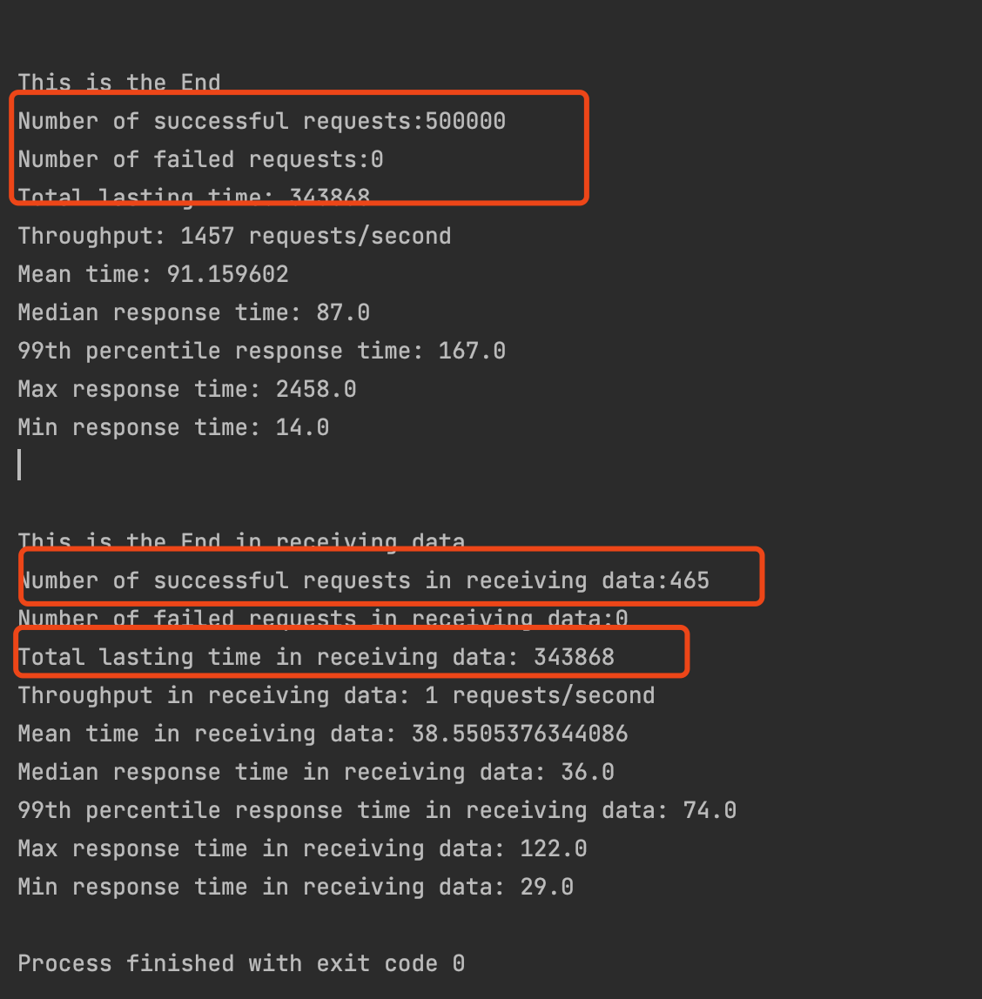 This is the End
Number of successful requests:500000
Number of failed requests:0
Total lasting time: 343868
Throughput: 1457 requests/second
Mean time: 91.159602
Median response time: 87.0
99th percentile response time: 167.0
Max response time: 2458.0
Min response time: 14.0
This is the End in receiving data
Number of successful requests in receiving data:465
Number of failed requests in receiving data:0
Total lasting time in receiving data: 343868
Throughput in receiving data: 1 requests/second
Mean time in receiving data: 38.5505376344086
Median response time in receiving data: 36.0
99th percentile response time in receiving data: 74.0
Max response time in receiving data: 122.0
Min response time in receiving data: 29.0
Process finished with exit code 0